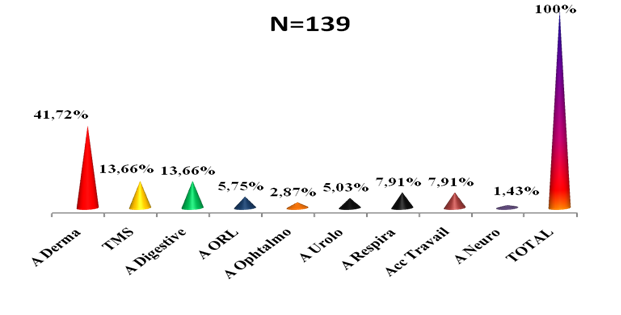 N=139
100%
41,72%
13,66%
13,66%
5,75%
2,87%
5,03%
7,91%
7,91%
1,43%
A Derma
TMS
A Digestive
A ORL
A Ophtalmo
A Urolo
A Respira
Acc Travail
A Neuro
TOTAL